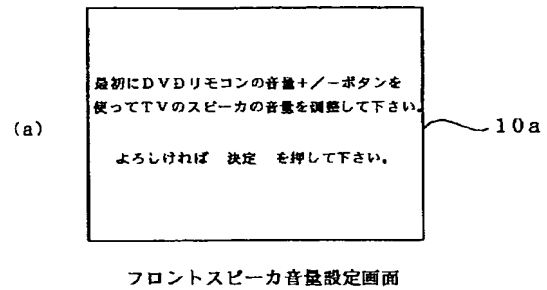 最初にDVDリモコンの音量+/-ボタンを
使ってTVのスピーカの音量を調整して下さい。
(a)
10a
よろしければ 決定 を押して下さい。
フロントスピーカ音量設定画面